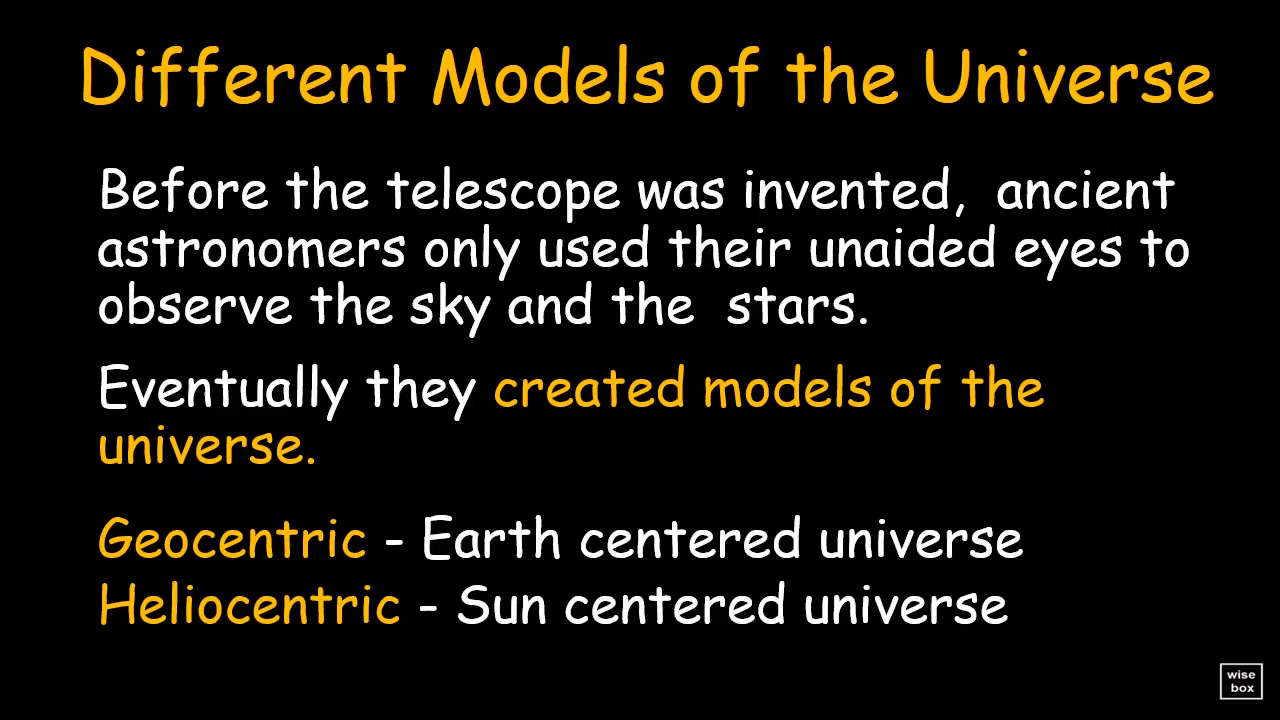 Different Models of the Universe
Before the telescope was invented, ancient
astronomers only used their unaided eyes to
observe the sky and the stars.
Eventually they created models of the
universe.
Geocentric - Earth centered universe
Heliocentric - Sun centered universe
wise
box